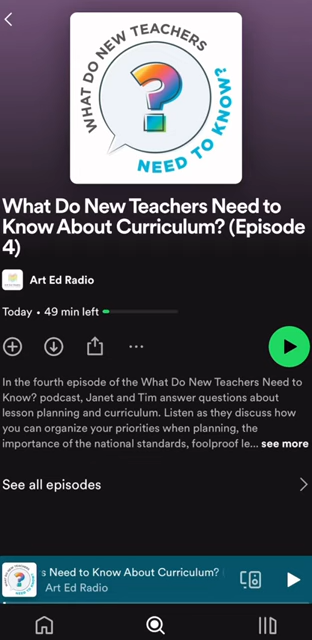 WHAT DO NEW TEACHERS
NEED TO KNOW?
What Do New Teachers Need to
Know About Curriculum? (Episode
4)
Art Ed Radio
Today • 49 min left
In the fourth episode of the What Do New Teachers Need to
Know? podcast, Janet and Tim answer questions about
lesson planning and curriculum. Listen as they discuss how
you can organize your priorities when planning, the
importance of the national standards, foolproof le... see more
See all episodes
s Need to Know About Curriculum?
Art Ed Radio